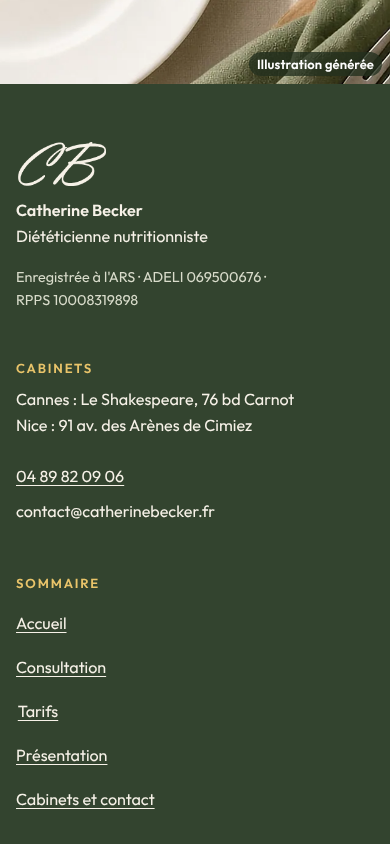 Illustration générée
CB
Catherine Becker
Diététicienne nutritionniste
Enregistrée à l'ARS · ADELI 069500676 ·
RPPS 10008319898
CABINETS
Cannes : Le Shakespeare, 76 bd Carnot
Nice : 91 av. des Arènes de Cimiez
04 89 82 09 06
contact@catherinebecker.fr
SOMMAIRE
Accueil
Consultation
Tarifs
Présentation
Cabinets et contact